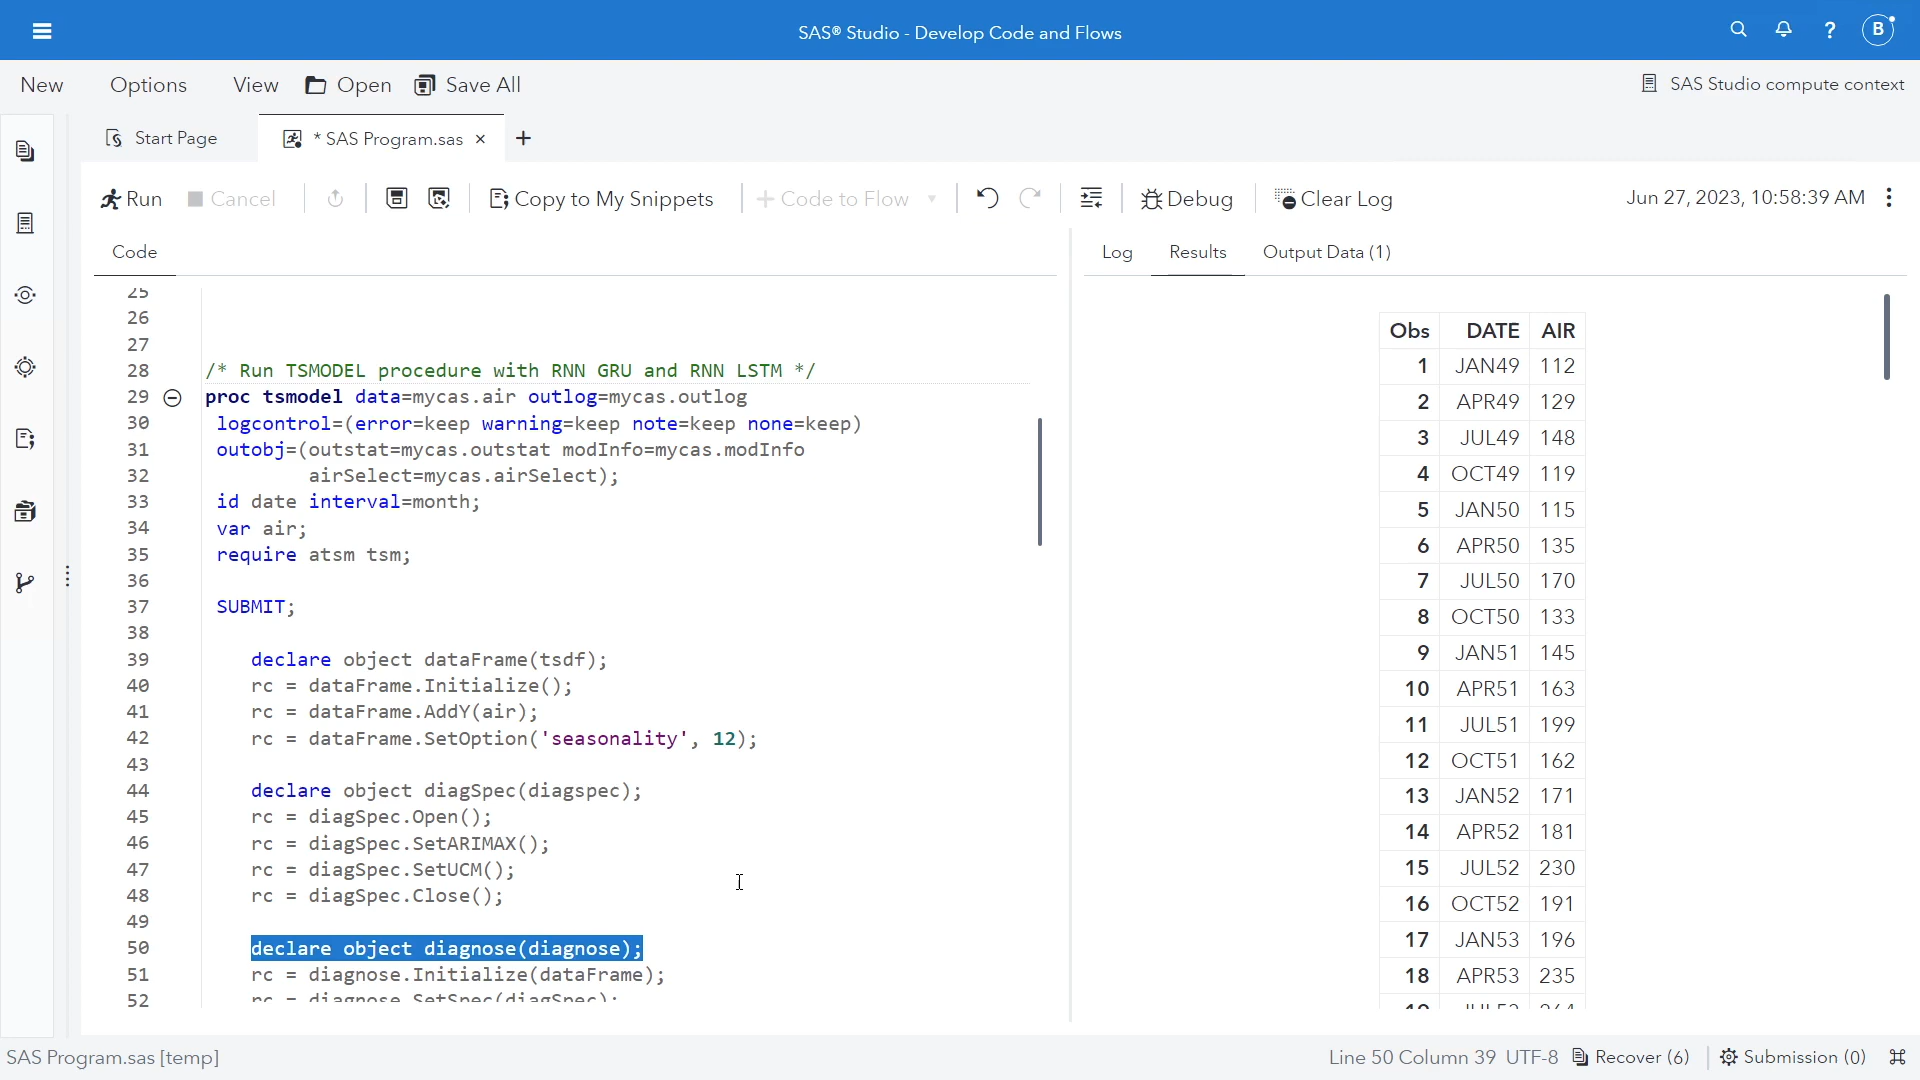 SAS® Studio - Develop Code and Flows
B
New Options View Open Save All
SAS Studio compute context
Start Page
* SAS Program.sas
Run Cancel Copy to My Snippets Code to Flow Debug Clear Log
Jun 27, 2023, 10:58:39 AM
Code
25
26
27
28 /* Run TSMODEL procedure with RNN GRU and RNN LSTM */
29 proc tsmodel data=mycas.air outlog=mycas.outlog
30 logcontrol=(error=keep warning=keep note=keep none=keep)
31 outobj=(outstat=mycas.outstat modInfo=mycas.modInfo
32 airSelect=mycas.airSelect);
33 id date interval=month;
34 var air;
35 require atsm tsm;
36
37 SUBMIT;
38
39 declare object dataFrame(tsdf);
40 rc = dataFrame.Initialize();
41 rc = dataFrame.AddY(air);
42 rc = dataFrame.SetOption('seasonality', 12);
43
44 declare object diagSpec(diagspec);
45 rc = diagSpec.Open();
46 rc = diagSpec.SetARIMAX();
47 rc = diagSpec.SetUCM();
48 rc = diagSpec.Close();
49
50 declare object diagnose(diagnose);
51 rc = diagnose.Initialize(dataFrame);
52 rc = diagnose.SetSpec(diagSpec);
Log Results Output Data (1)
Obs DATE AIR
1 JAN49 112
2 APR49 129
3 JUL49 148
4 OCT49 119
5 JAN50 115
6 APR50 135
7 JUL50 170
8 OCT50 133
9 JAN51 145
10 APR51 163
11 JUL51 199
12 OCT51 162
13 JAN52 171
14 APR52 181
15 JUL52 230
16 OCT52 191
17 JAN53 196
18 APR53 235
19 JUL53 264
SAS Program.sas [temp]
Line 50 Column 39 UTF-8 Recover (6) Submission (0)